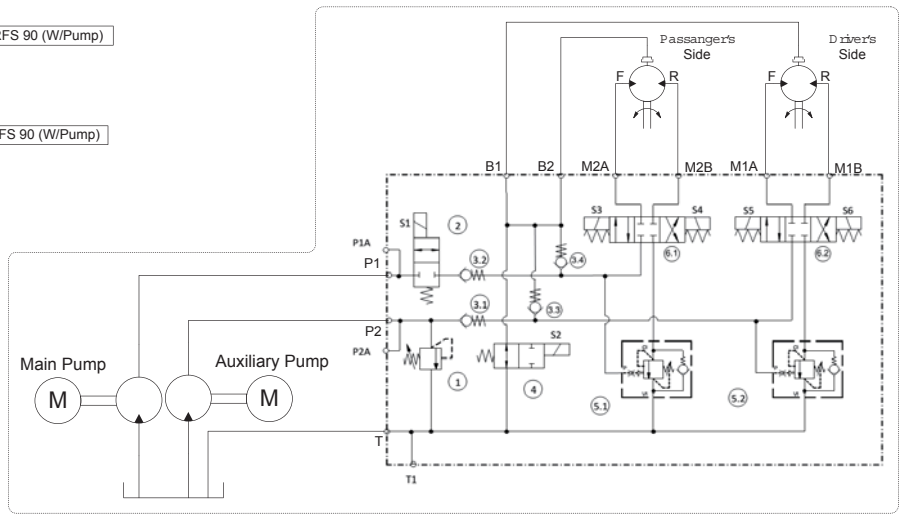 RFS 90 (W/Pump)
FS 90 (W/Pump)
Passanger's
Side
Driver's
Side
F
R
F
R
B1
B2
M2A
M2B
M1A
M1B
S1
2
S3
S4
S5
S6
P1A
P1
3.2
3.4
6.1
6.2
3.1
3.3
P2
P2A
S2
1
4
5.1
5.2
Main Pump
Auxiliary Pump
M
M
T
T1